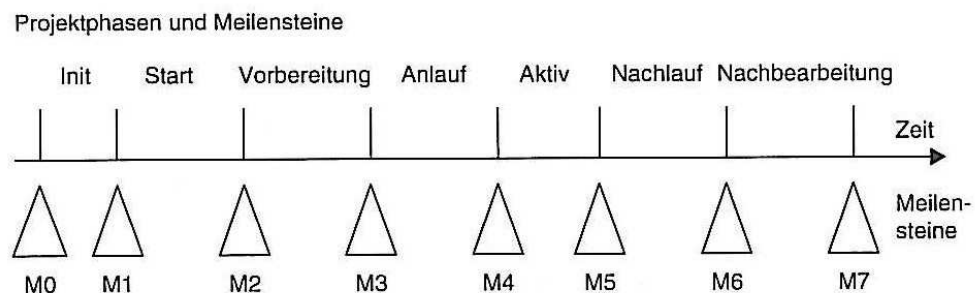 Projektphasen und Meilensteine
Init Start Vorbereitung Anlauf Aktiv Nachlauf Nachbearbeitung
Zeit
Meilen-
steine
M0 M1 M2 M3 M4 M5 M6 M7